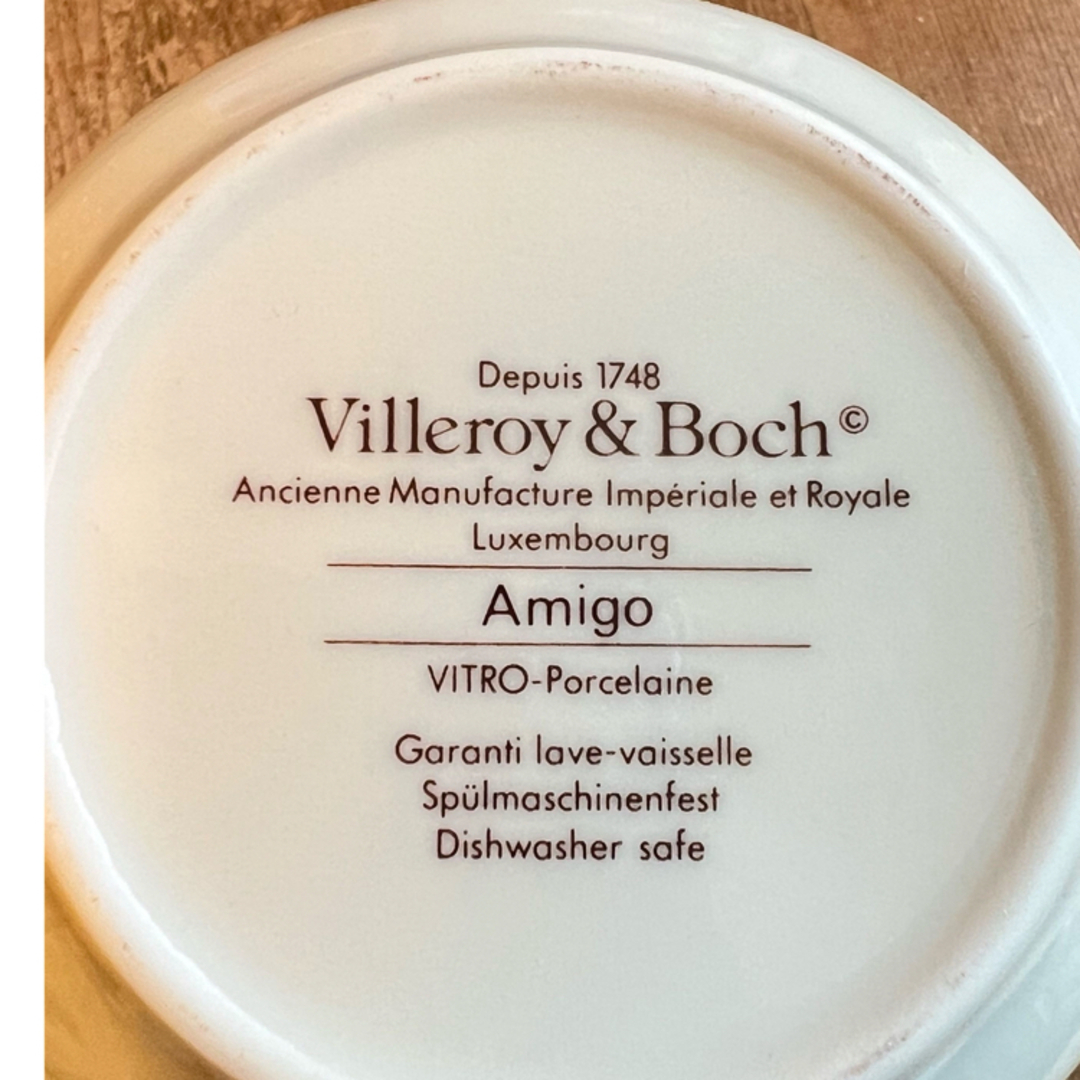 Depuis 1748
Villeroy & Boch©
Ancienne Manufacture Impériale et Royale
Luxembourg
Amigo
VITRO-Porcelaine
Garanti lave-vaisselle
Spülmaschinenfest
Dishwasher safe